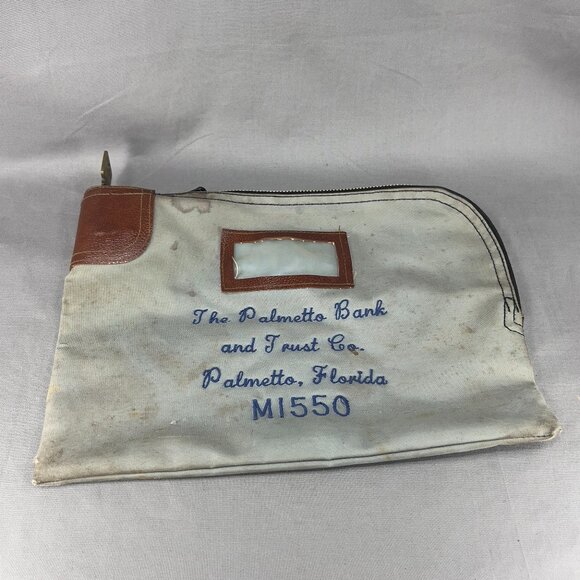 The Palmetto Bank
and Trust Co.
Palmetto, Florida
M1550